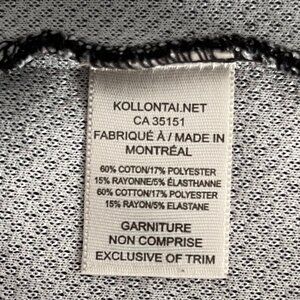 KOLLONTAI.NET
CA 35151
FABRIQUÉ À / MADE IN
MONTRÉAL
60% COTON/17% POLYESTER
15% RAYONNE/5% ÉLASTHANNE
60% COTTON/17% POLYESTER
15% RAYON/5% ELASTANE
GARNITURE
NON COMPRISE
EXCLUSIVE OF TRIM